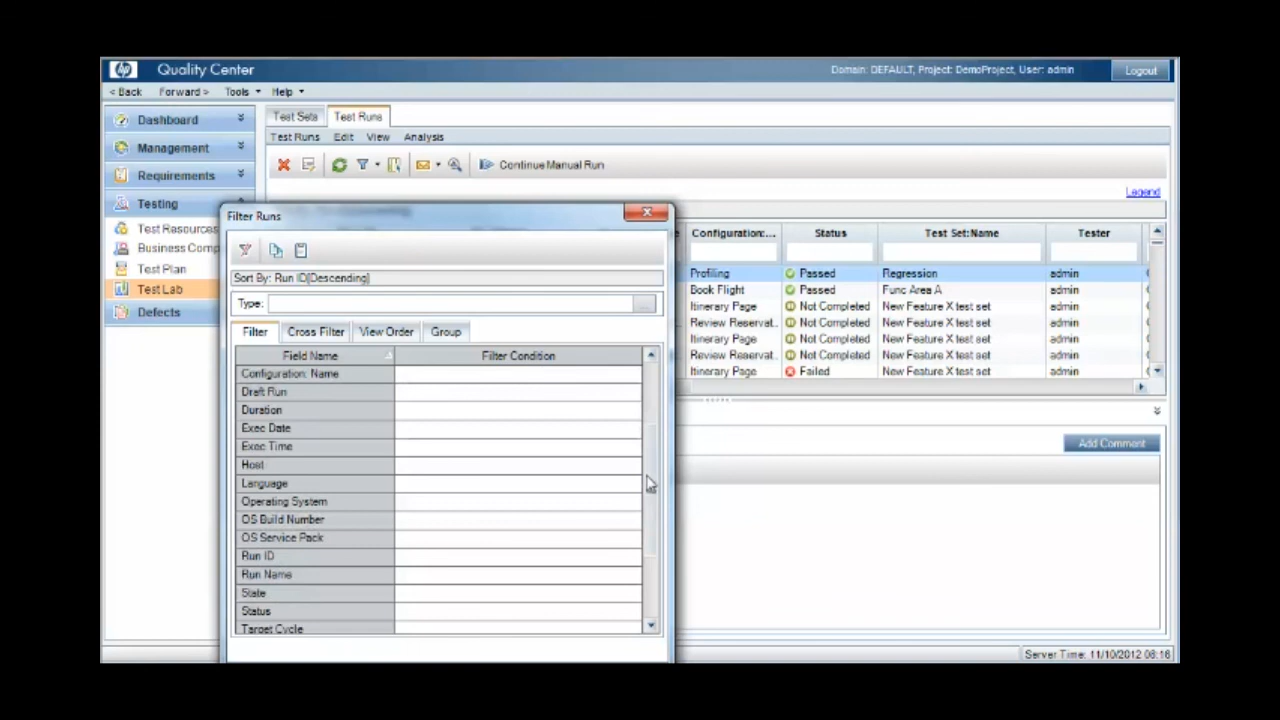 hp Quality Center
Domain: DEFAULT, Project: DemoProject, User: admin
Logout
< Back Forward > Tools Help
Dashboard
Management
Requirements
Testing
Test Resources
Business Comp
Test Plan
Test Lab
Defects
Test Sets Test Runs
Test Runs Edit View Analysis
Continue Manual Run
Legend
Filter Runs
Sort By: Run ID[Descending]
Type:
...
Filter Cross Filter View Order Group
Field Name Filter Condition
Configuration: Name
Draft Run
Duration
Exec Date
Exec Time
Host
Language
Operating System
OS Build Number
OS Service Pack
Run ID
Run Name
State
Status
Target Cycle
Configuration:... Status Test Set:Name Tester
Profiling Passed Regression admin
Book Flight Passed Func Area A admin
Itinerary Page Not Completed New Feature X test set admin
Review Reservat.. Not Completed New Feature X test set admin
Itinerary Page Not Completed New Feature X test set admin
Review Reservat.. Not Completed New Feature X test set admin
Itinerary Page Failed New Feature X test set admin
Add Comment
Server Time: 11/10/2012 08:16